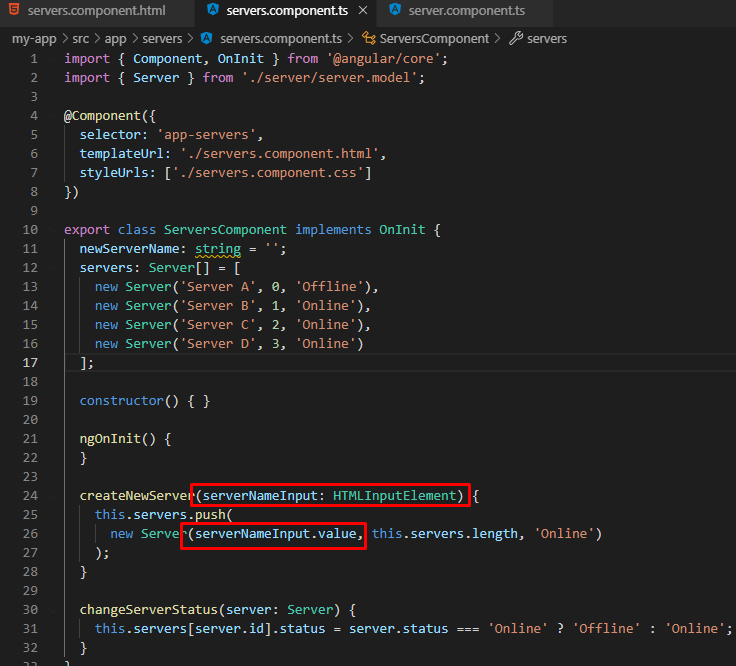 servers.component.html servers.component.ts server.component.ts
my-app > src > app > servers > servers.component.ts > ServersComponent > servers
1 import { Component, OnInit } from '@angular/core';
2 import { Server } from './server/server.model';
3
4 @Component({
5 selector: 'app-servers',
6 templateUrl: './servers.component.html',
7 styleUrls: ['./servers.component.css']
8 })
9
10 export class ServersComponent implements OnInit {
11 newServerName: string = '';
12 servers: Server[] = [
13 new Server('Server A', 0, 'Offline'),
14 new Server('Server B', 1, 'Online'),
15 new Server('Server C', 2, 'Online'),
16 new Server('Server D', 3, 'Online')
17 ];
18
19 constructor() { }
20
21 ngOnInit() {
22 }
23
24 createNewServer(serverNameInput: HTMLInputElement) {
25 this.servers.push(
26 new Server(serverNameInput.value, this.servers.length, 'Online')
27 );
28 }
29
30 changeServerStatus(server: Server) {
31 this.servers[server.id].status = server.status === 'Online' ? 'Offline' : 'Online';
32 }